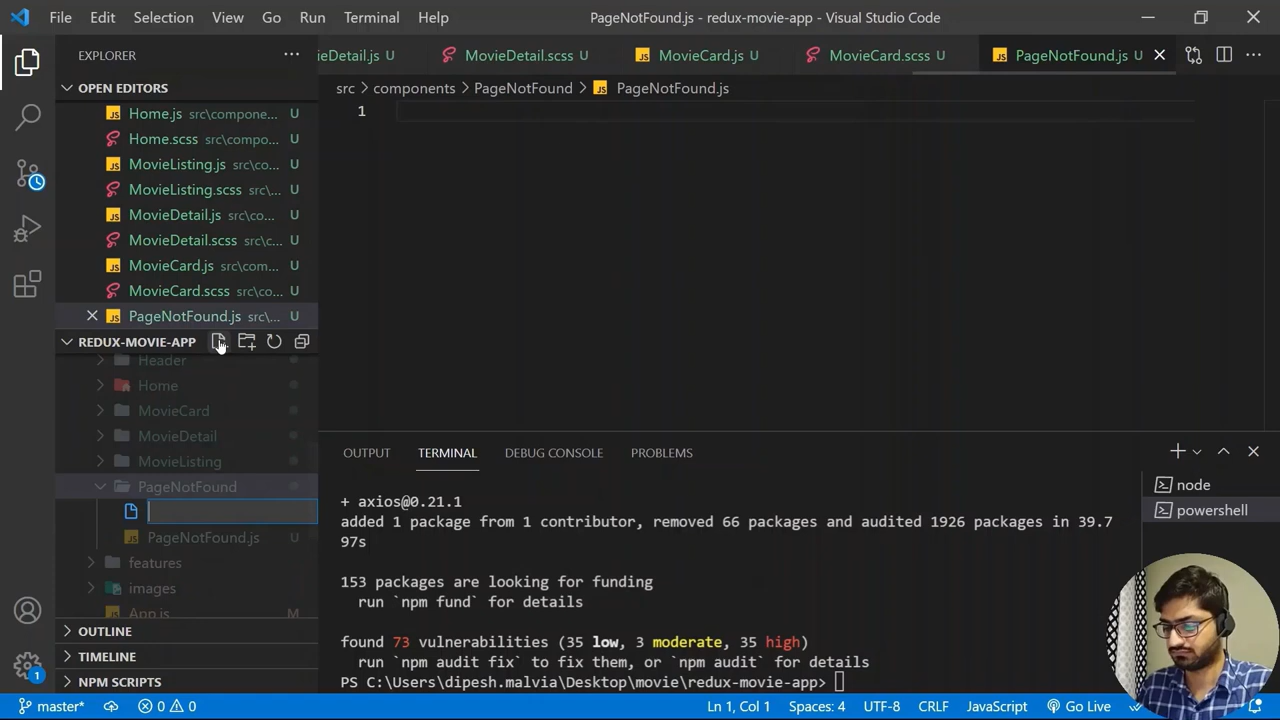 File Edit Selection View Go Run Terminal Help PageNotFound.js - redux-movie-app - Visual Studio Code
EXPLORER
ieDetail.js U MovieDetail.scss U MovieCard.js U MovieCard.scss U PageNotFound.js U
OPEN EDITORS
src > components > PageNotFound > PageNotFound.js
1
Home.js src\compone... U
Home.scss src\compo... U
MovieListing.js src\co... U
MovieListing.scss src\... U
MovieDetail.js src\co... U
MovieDetail.scss src\c... U
MovieCard.js src\com... U
MovieCard.scss src\co... U
PageNotFound.js src\... U
REDUX-MOVIE-APP
Header
Home
MovieCard
MovieDetail
MovieListing
PageNotFound
PageNotFound.js U
features
images
App.js M
OUTLINE
TIMELINE
NPM SCRIPTS
OUTPUT TERMINAL DEBUG CONSOLE PROBLEMS
node
powershell
+ axios@0.21.1
added 1 package from 1 contributor, removed 66 packages and audited 1926 packages in 39.7
97s
153 packages are looking for funding
run `npm fund` for details
found 73 vulnerabilities (35 low, 3 moderate, 35 high)
run `npm audit fix` to fix them, or `npm audit` for details
PS C:\Users\dipesh.malvia\Desktop\movie\redux-movie-app>
1
master* 0 0 Ln 1, Col 1 Spaces: 4 UTF-8 CRLF JavaScript Go Live